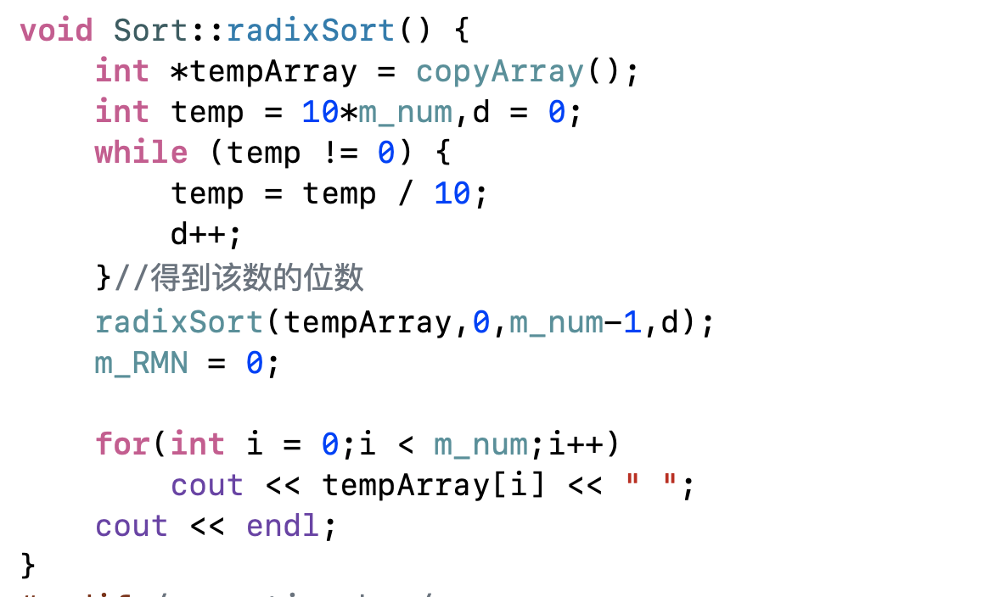 void Sort::radixSort() {
    int *tempArray = copyArray();
    int temp = 10*m_num,d = 0;
    while (temp != 0) {
        temp = temp / 10;
        d++;
    }//得到该数的位数
    radixSort(tempArray,0,m_num-1,d);
    m_RMN = 0;

    for(int i = 0;i < m_num;i++)
        cout << tempArray[i] << " ";
    cout << endl;
}